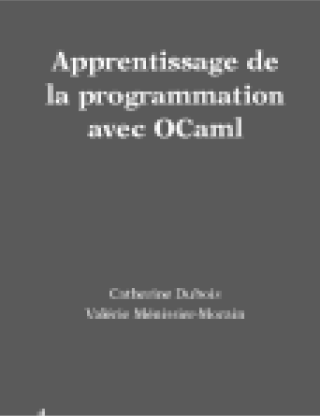 Apprentissage de
la programmation
avec OCaml
Catherine Dubois
Valérie Ménissier-Morain